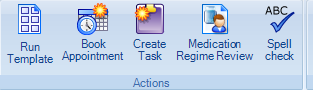 ABC
Run
Template
Book
Appointment
Create
Task
Medication
Regime Review
Spell
check
Actions